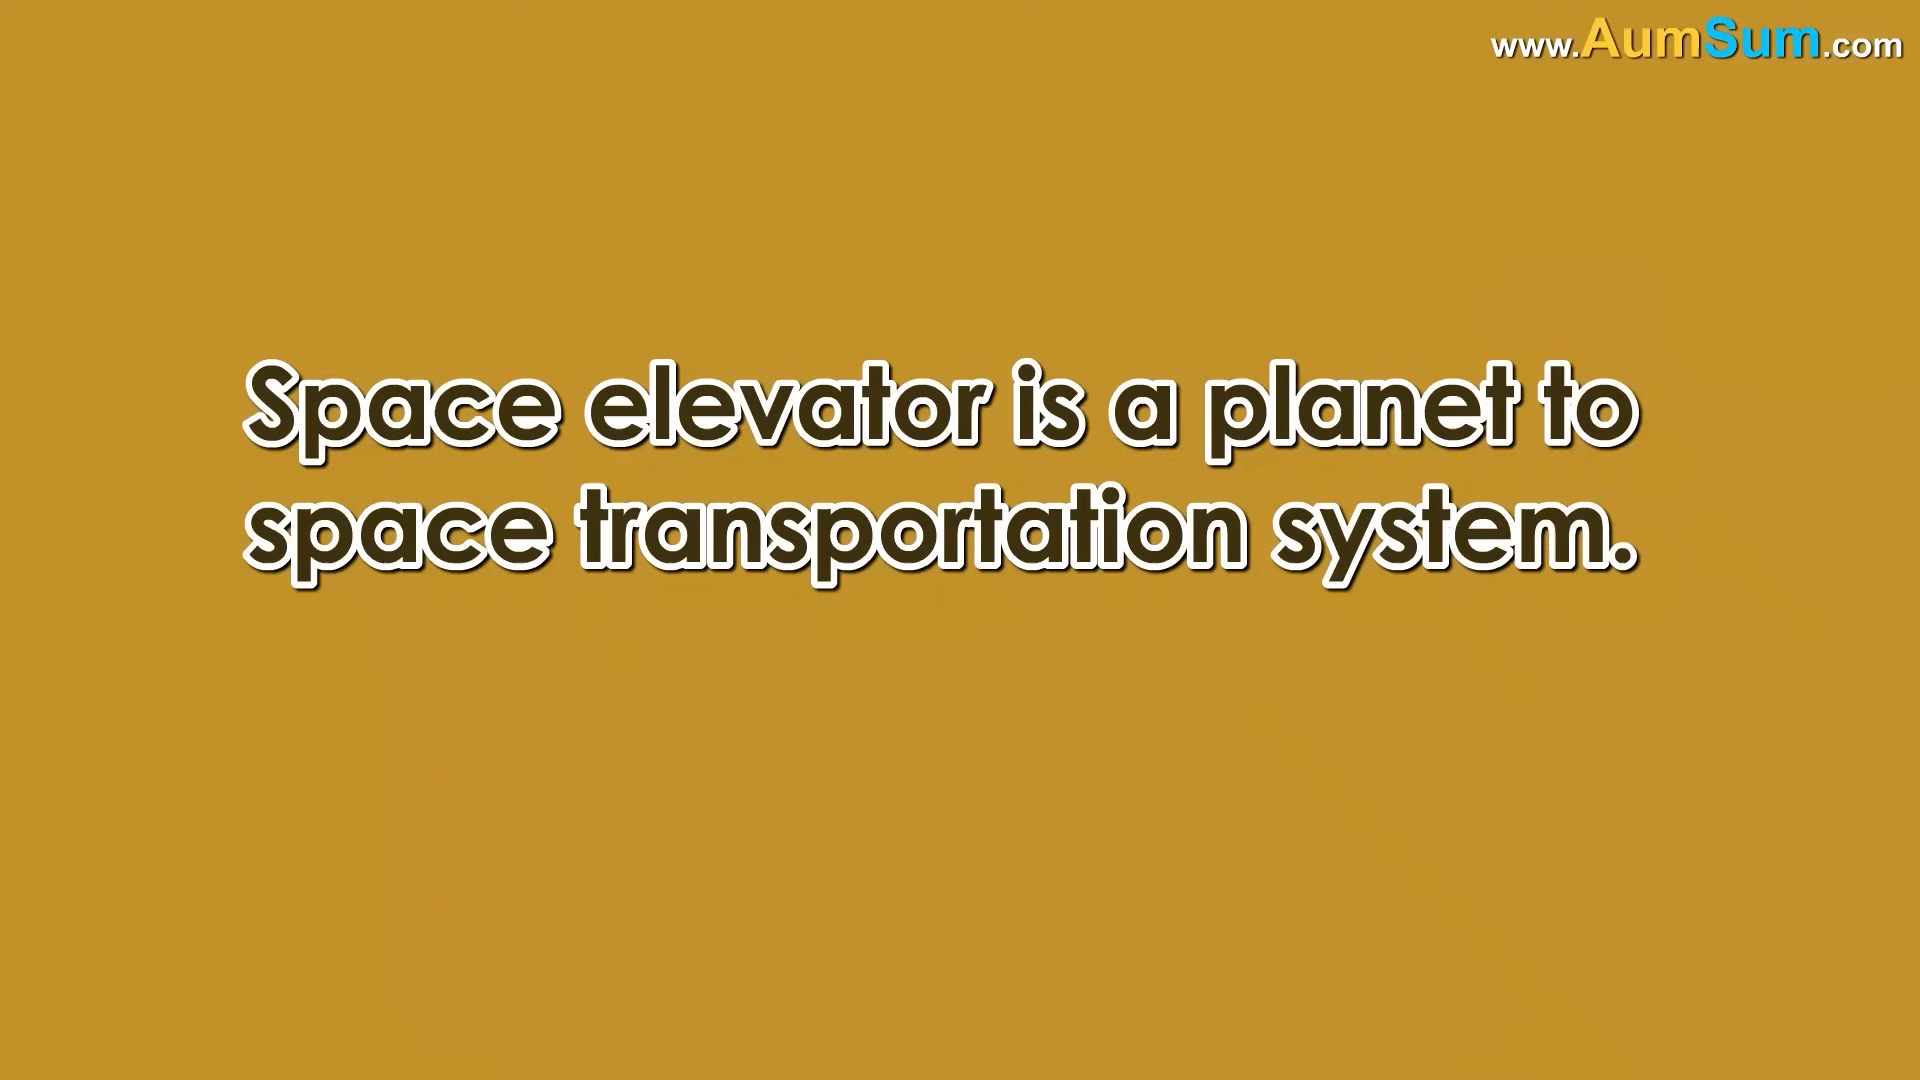 www.AumSum.com
Space elevator is a planet to
space transportation system.